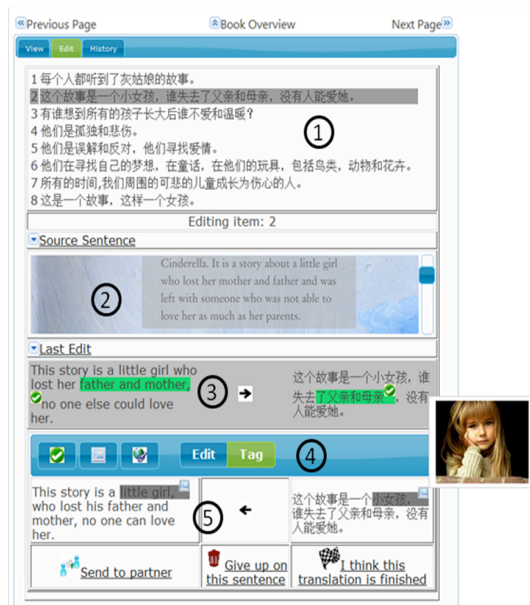 Previous Page Book Overview Next Page
View Edit History
1 每个人都听到了灰姑娘的故事。
2 这个故事是一个小女孩，谁失去了父亲和母亲，没有人能爱她。
3 有谁想到所有的孩子长大后谁不爱和温暖？
4 他们是孤独和悲伤。
5 他们是误解和反对，他们寻找爱情。
6 他们在寻找自己的梦想，在童话，在他们的玩具，包括鸟类，动物和花卉。
7 所有的时间,我们周围的可悲的儿童成长为伤心的人。
8 这是一个故事，这样一个女孩。
1
Editing item: 2
Source Sentence
Cinderella. It is a story about a little girl
who lost her mother and father and was
left with someone who was not able to
love her as much as her parents.
2
Last Edit
This story is a little girl who
lost her father and mother,
no one else could love
her.
3
这个故事是一个小女孩，谁
失去了父亲和母亲，没有
人能爱她。
Edit Tag
4
This story is a little girl,
who lost his father and
mother, no one can love
her.
5
这个故事是一个小女孩，
谁失去了父亲和母亲，没有
人能爱她。
Send to partner
Give up on
this sentence
I think this
translation is finished